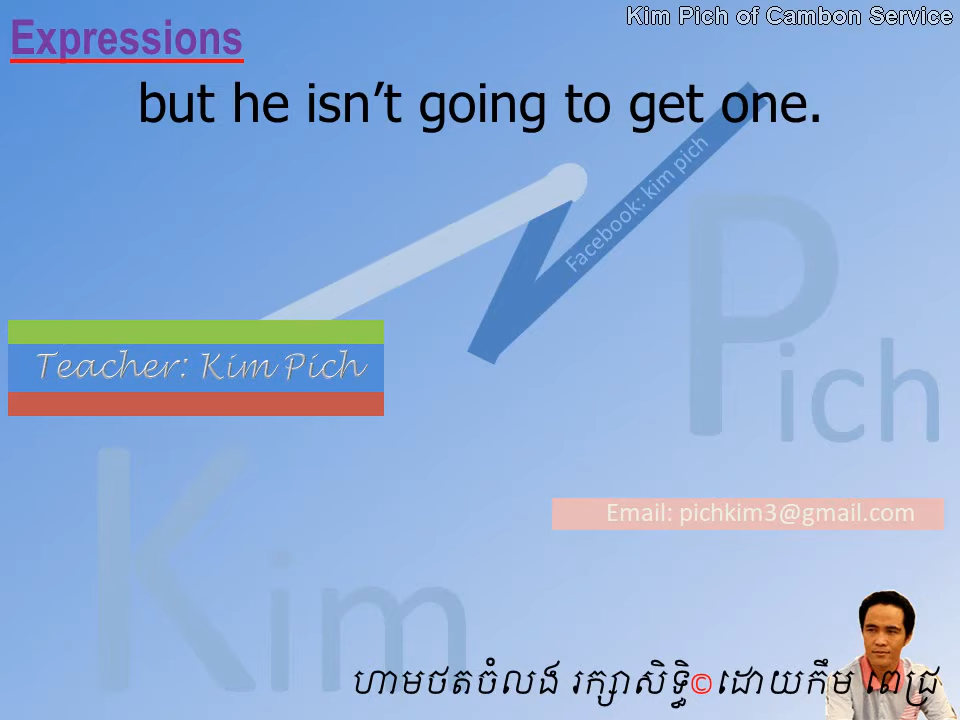 Kim Pich of Cambon Service
Expressions
but he isn’t going to get one.
Facebook: kim pich
Pich
Teacher: Kim Pich
Kim
Email: pichkim3@gmail.com
ហាមថតចំលង រក្សាសិទ្ធិ©ដោយកឹម ពេជ្រ